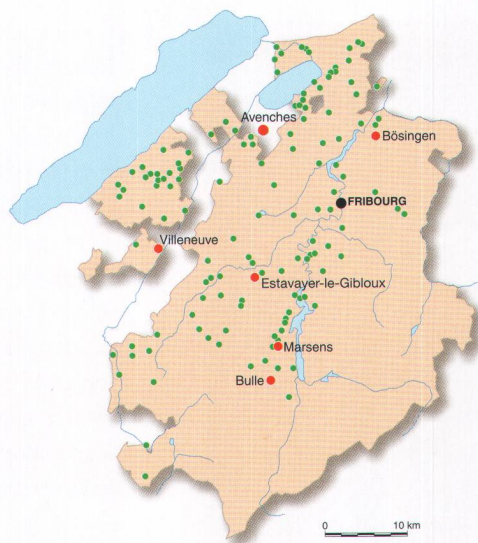 Avenches
Bösingen
FRIBOURG
Villeneuve
Estavayer-le-Gibloux
Marsens
Bulle
0 10 km